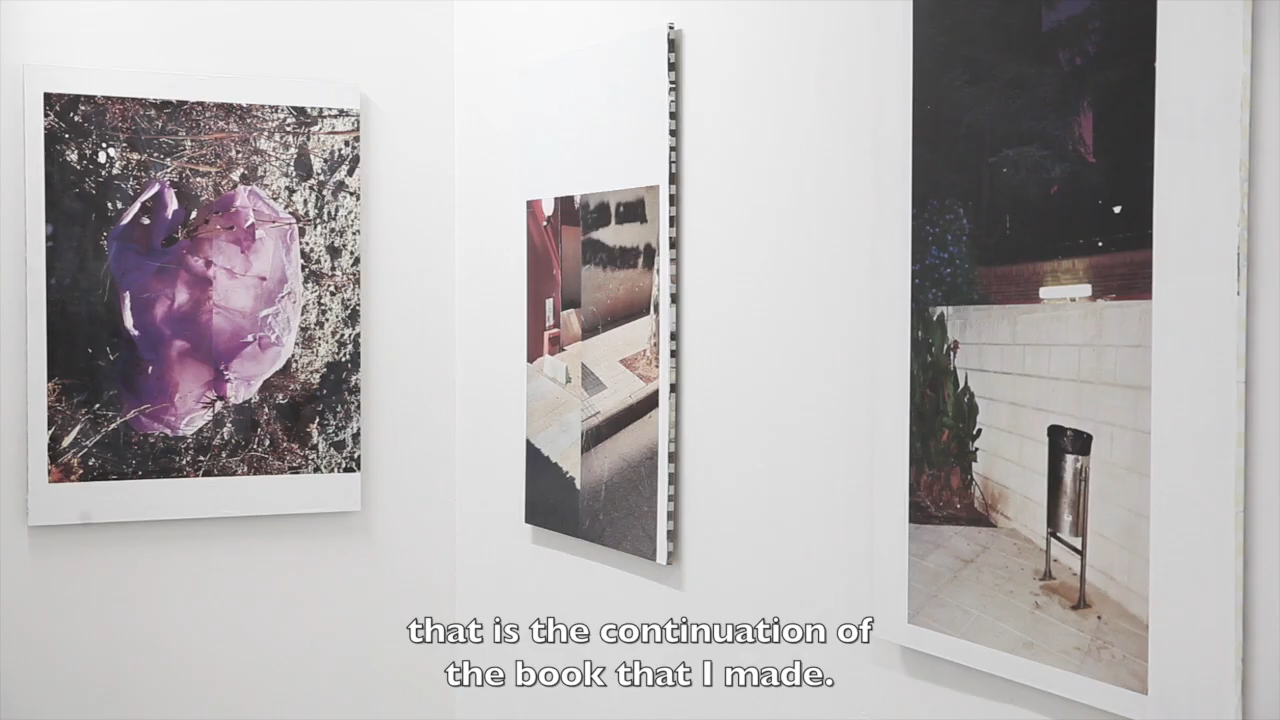 that is the continuation of
the book that I made.